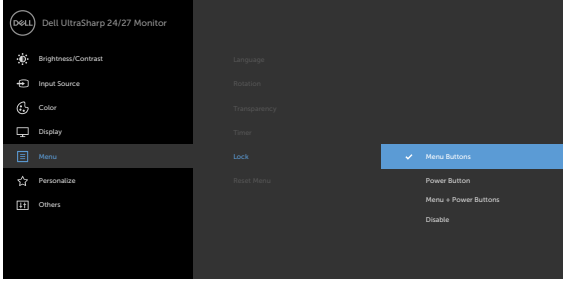 DELL Dell UltraSharp 24/27 Monitor
Brightness/Contrast
Input Source
Color
Display
Menu
Personalize
Others
Language
Rotation
Transparency
Timer
Lock
Reset Menu
Menu Buttons
Power Button
Menu + Power Buttons
Disable